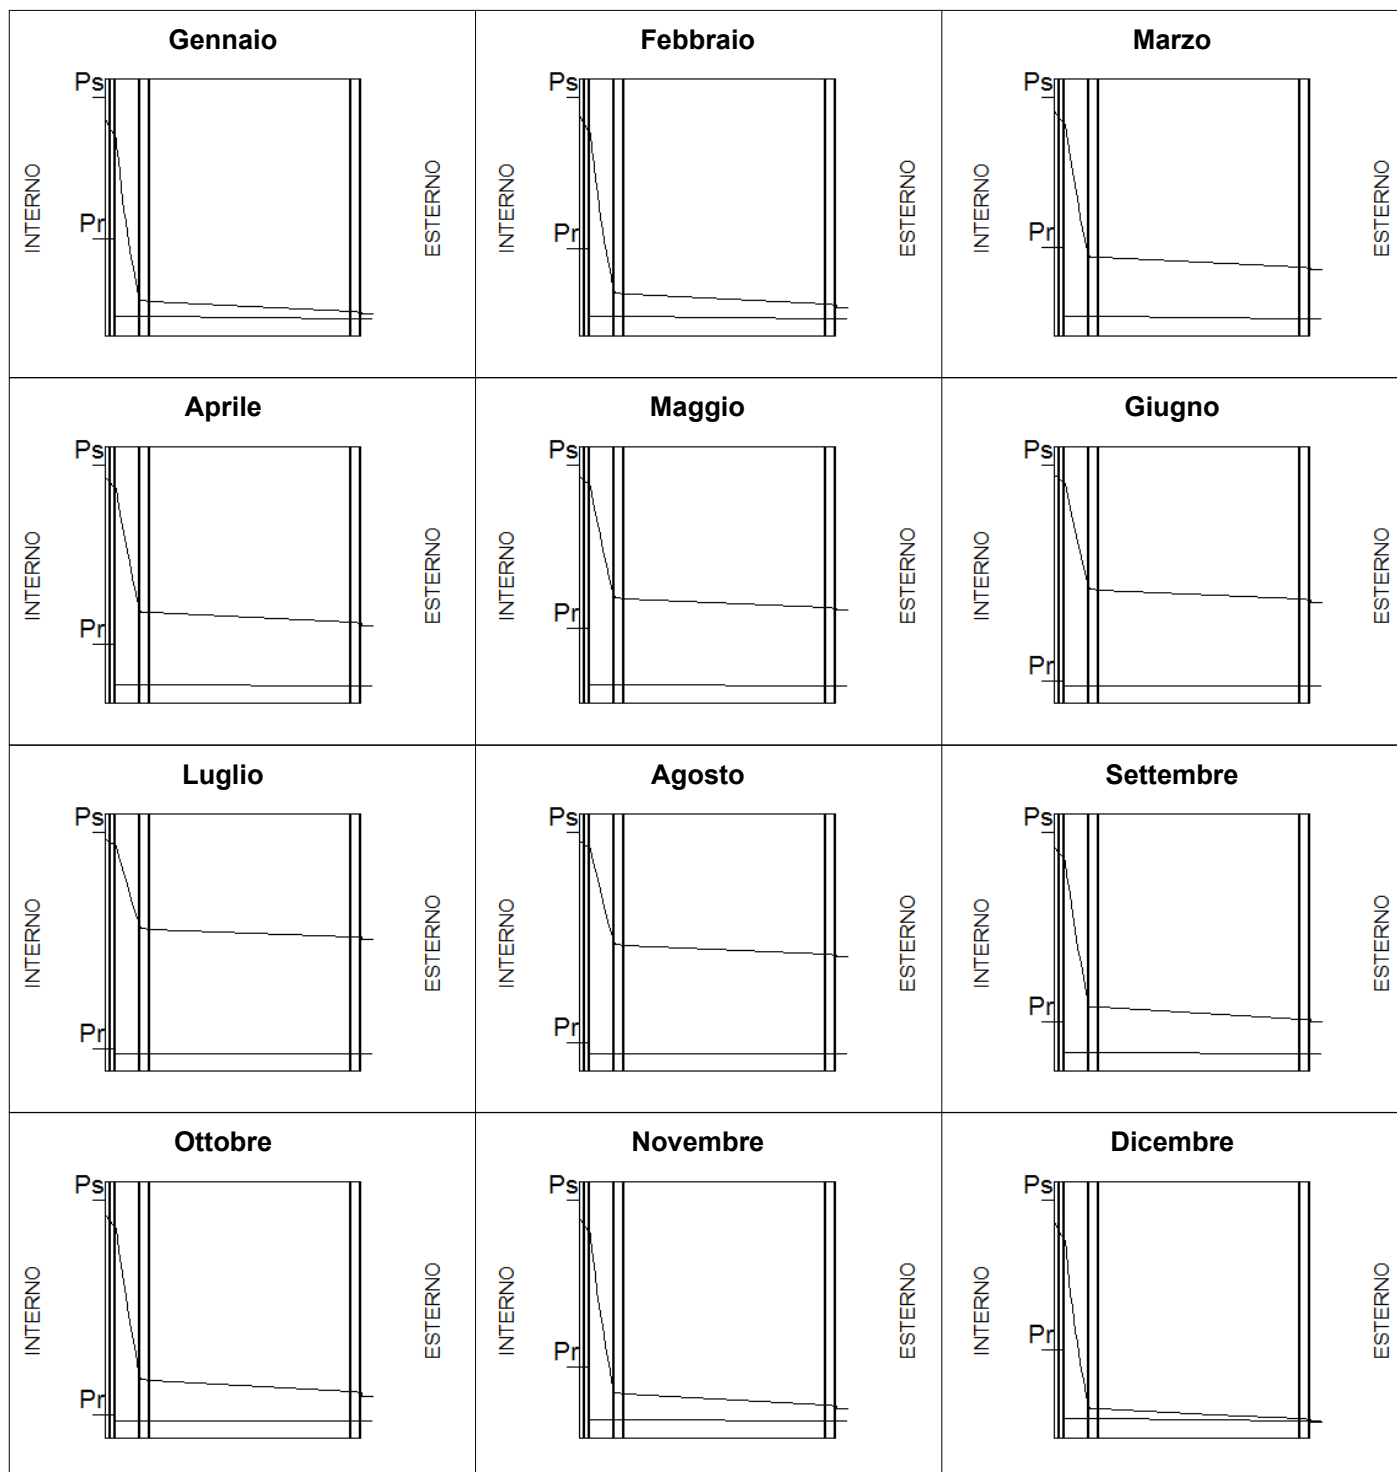 Gennaio
Febbraio
Marzo
Ps
Pr
INTERNO
ESTERNO
Ps
Pr
INTERNO
ESTERNO
Ps
Pr
INTERNO
ESTERNO
Aprile
Maggio
Giugno
Ps
Pr
INTERNO
ESTERNO
Ps
Pr
INTERNO
ESTERNO
Ps
Pr
INTERNO
ESTERNO
Luglio
Agosto
Settembre
Ps
Pr
INTERNO
ESTERNO
Ps
Pr
INTERNO
ESTERNO
Ps
Pr
INTERNO
ESTERNO
Ottobre
Novembre
Dicembre
Ps
Pr
INTERNO
ESTERNO
Ps
Pr
INTERNO
ESTERNO
Ps
Pr
INTERNO
ESTERNO